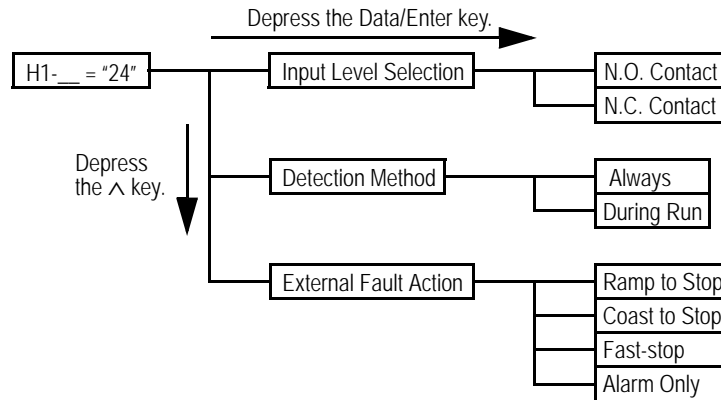 Depress the Data/Enter key.
H1-__ = "24"
Input Level Selection
N.O. Contact
N.C. Contact
Depress
the ∧ key.
Detection Method
Always
During Run
External Fault Action
Ramp to Stop
Coast to Stop
Fast-stop
Alarm Only